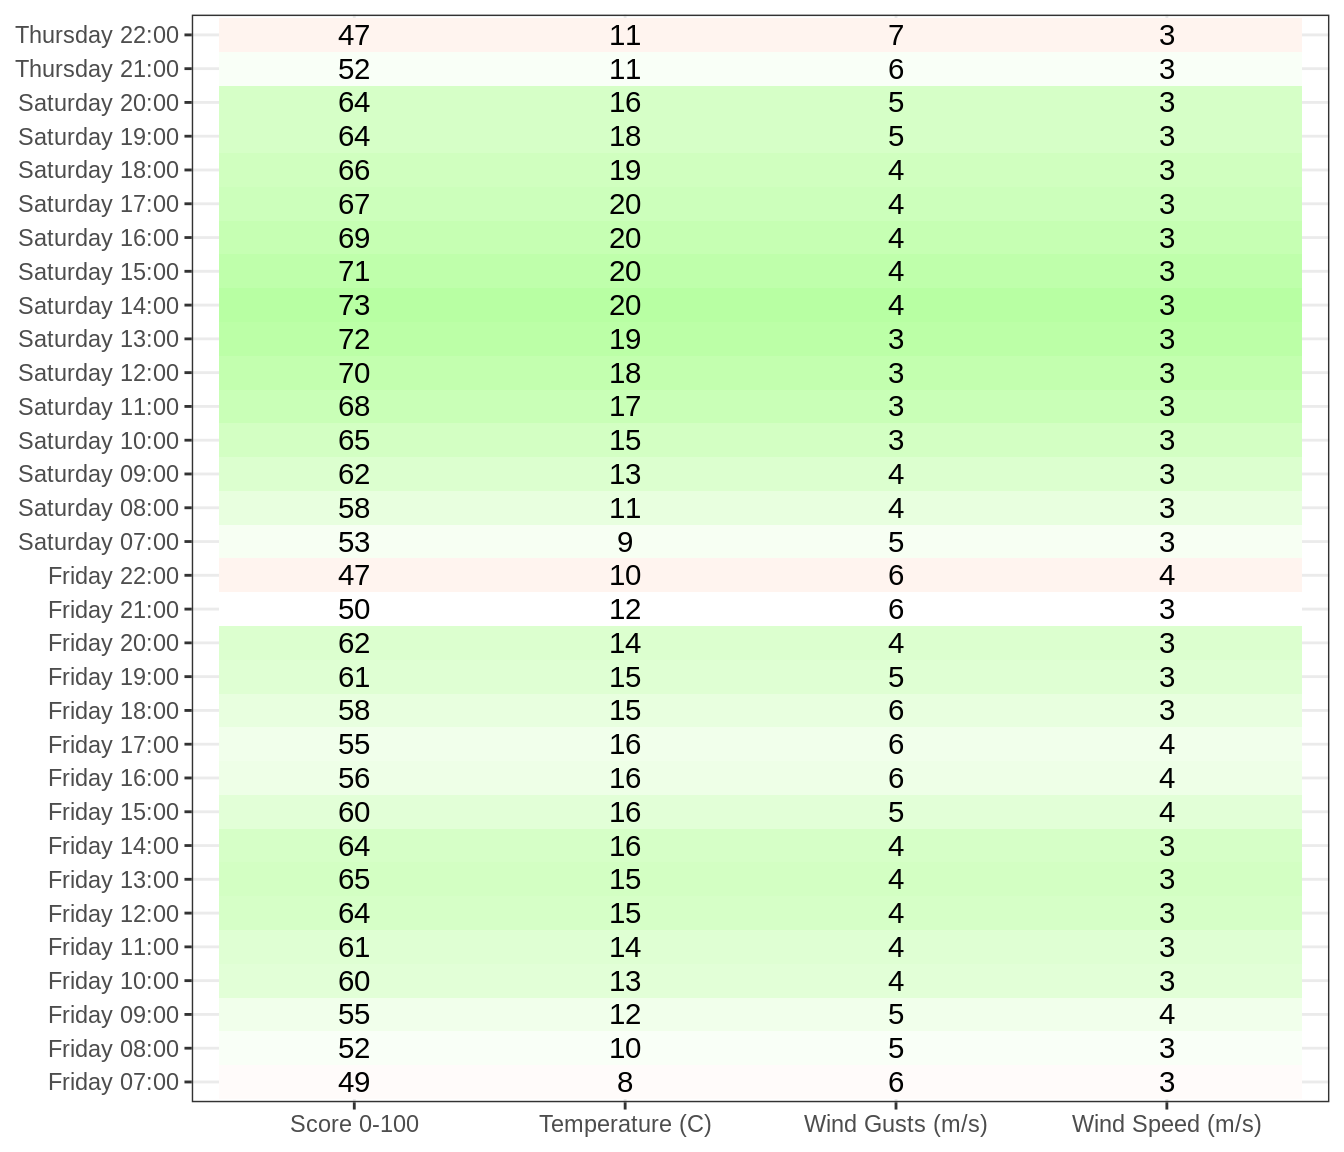 Thursday 22:00 47 11 7 3
Thursday 21:00 52 11 6 3
Saturday 20:00 64 16 5 3
Saturday 19:00 64 18 5 3
Saturday 18:00 66 19 4 3
Saturday 17:00 67 20 4 3
Saturday 16:00 69 20 4 3
Saturday 15:00 71 20 4 3
Saturday 14:00 73 20 4 3
Saturday 13:00 72 19 3 3
Saturday 12:00 70 18 3 3
Saturday 11:00 68 17 3 3
Saturday 10:00 65 15 3 3
Saturday 09:00 62 13 4 3
Saturday 08:00 58 11 4 3
Saturday 07:00 53 9 5 3
Friday 22:00 47 10 6 4
Friday 21:00 50 12 6 3
Friday 20:00 62 14 4 3
Friday 19:00 61 15 5 3
Friday 18:00 58 15 6 3
Friday 17:00 55 16 6 4
Friday 16:00 56 16 6 4
Friday 15:00 60 16 5 4
Friday 14:00 64 16 4 3
Friday 13:00 65 15 4 3
Friday 12:00 64 15 4 3
Friday 11:00 61 14 4 3
Friday 10:00 60 13 4 3
Friday 09:00 55 12 5 4
Friday 08:00 52 10 5 3
Friday 07:00 49 8 6 3
Score 0-100 Temperature (C) Wind Gusts (m/s) Wind Speed (m/s)